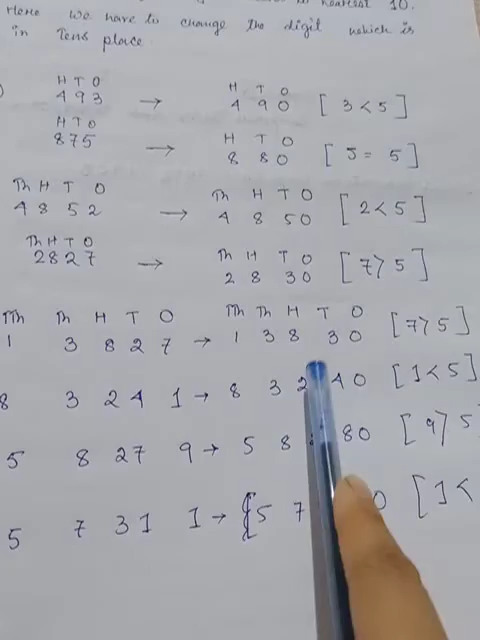 nearest 10.
Here we have to change the digit which is
in Tens place
H T O H T O
4 9 3 → 4 9 0 [ 3 < 5 ]
H T O H T O
8 7 5 → 8 8 0 [ 5 = 5 ]
Th H T O Th H T O
4 8 5 2 → 4 8 5 0 [ 2 < 5 ]
Th H T O Th H T O
2 8 2 7 → 2 8 3 0 [ 7 > 5 ]
TTh Th H T O TTh Th H T O
1 3 8 2 7 → 1 3 8 3 0 [ 7 > 5 ]
8 3 2 4 1 → 8 3 2 4 0 [ 1 < 5 ]
5 8 2 7 9 → 5 8 8 0 [ 9 > 5
5 7 3 1 1 → 5 7 0 [ 1 <